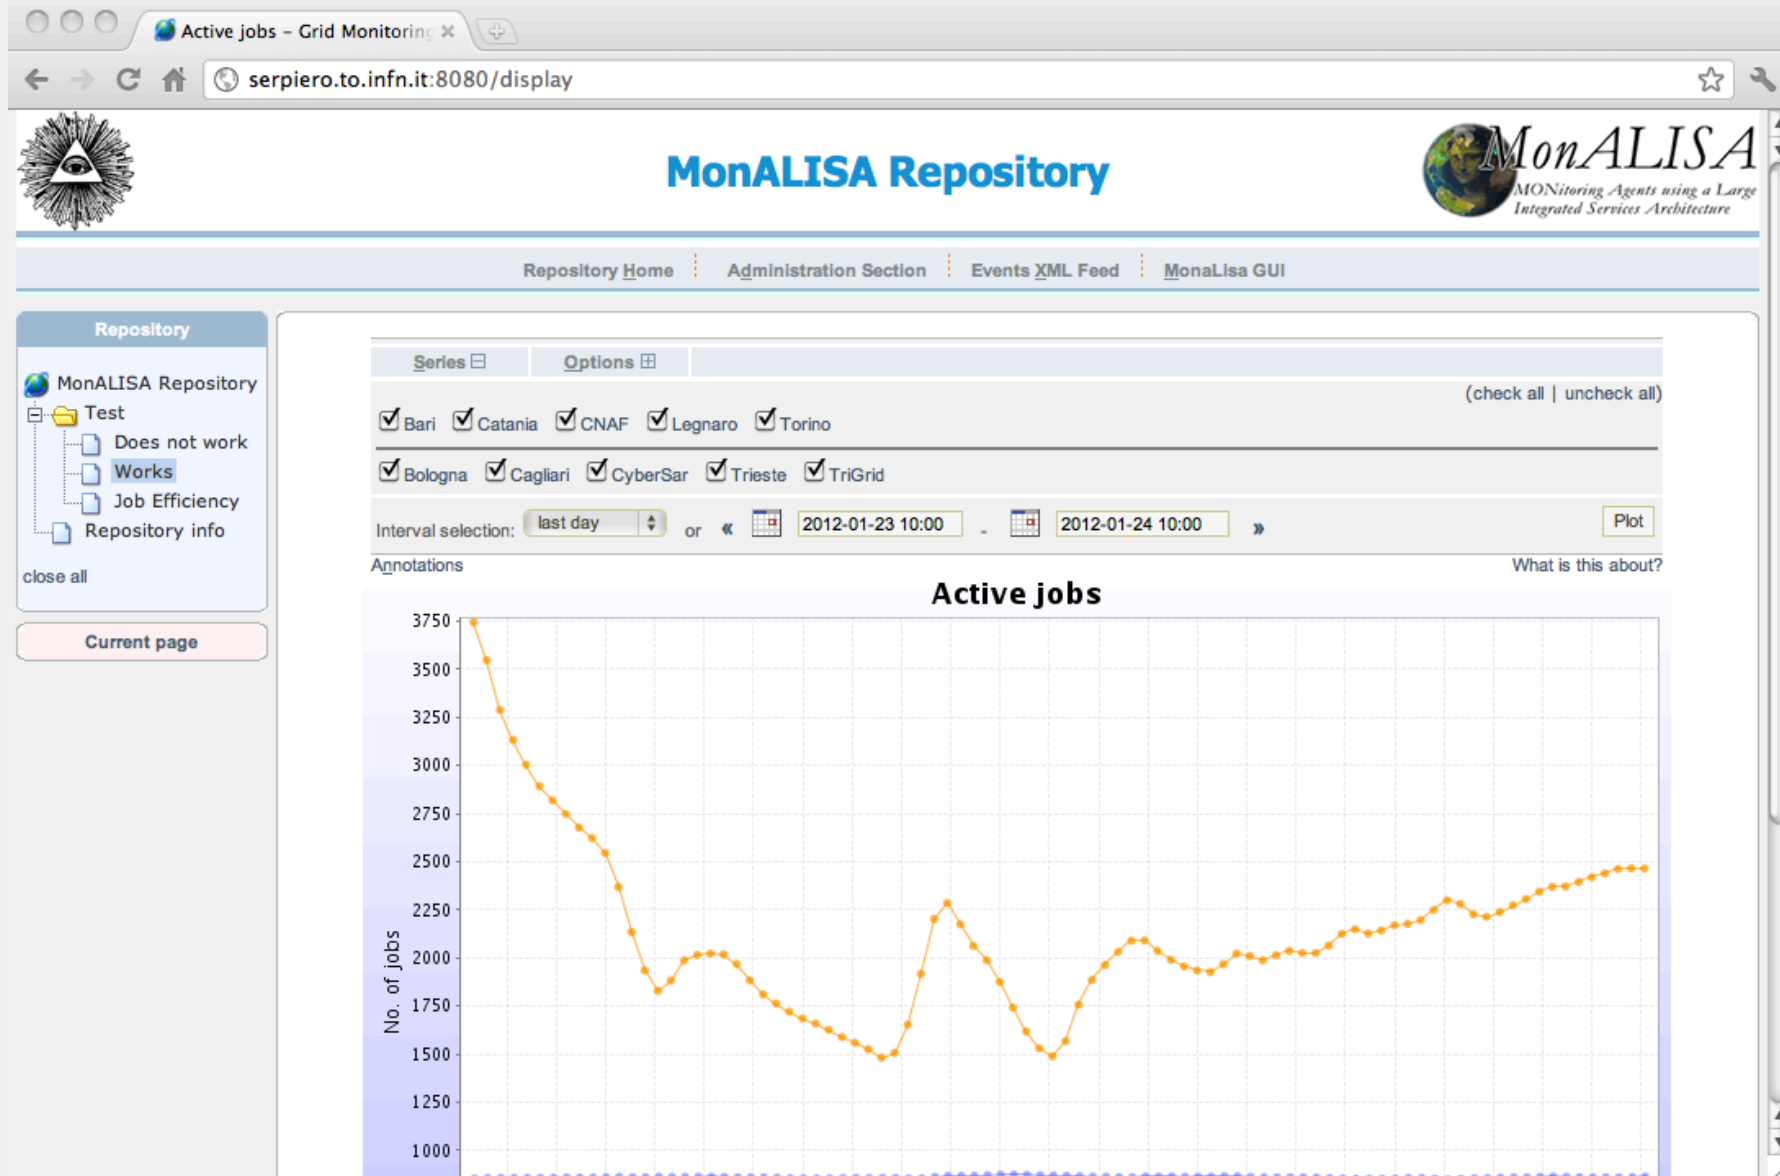 Active jobs – Grid Monitoring
serpiero.to.infn.it:8080/display
MonALISA Repository
MonALISA
MONitoring Agents using a Large
Integrated Services Architecture
Repository Home
Administration Section
Events XML Feed
MonaLisa GUI
Repository
MonALISA Repository
Test
Does not work
Works
Job Efficiency
Repository info
close all
Current page
Series
Options
(check all | uncheck all)
Bari Catania CNAF Legnaro Torino
Bologna Cagliari CyberSar Trieste TriGrid
Interval selection: last day or « 2012-01-23 10:00 - 2012-01-24 10:00 » Plot
Annotations
What is this about?
Active jobs
No. of jobs
3750
3500
3250
3000
2750
2500
2250
2000
1750
1500
1250
1000